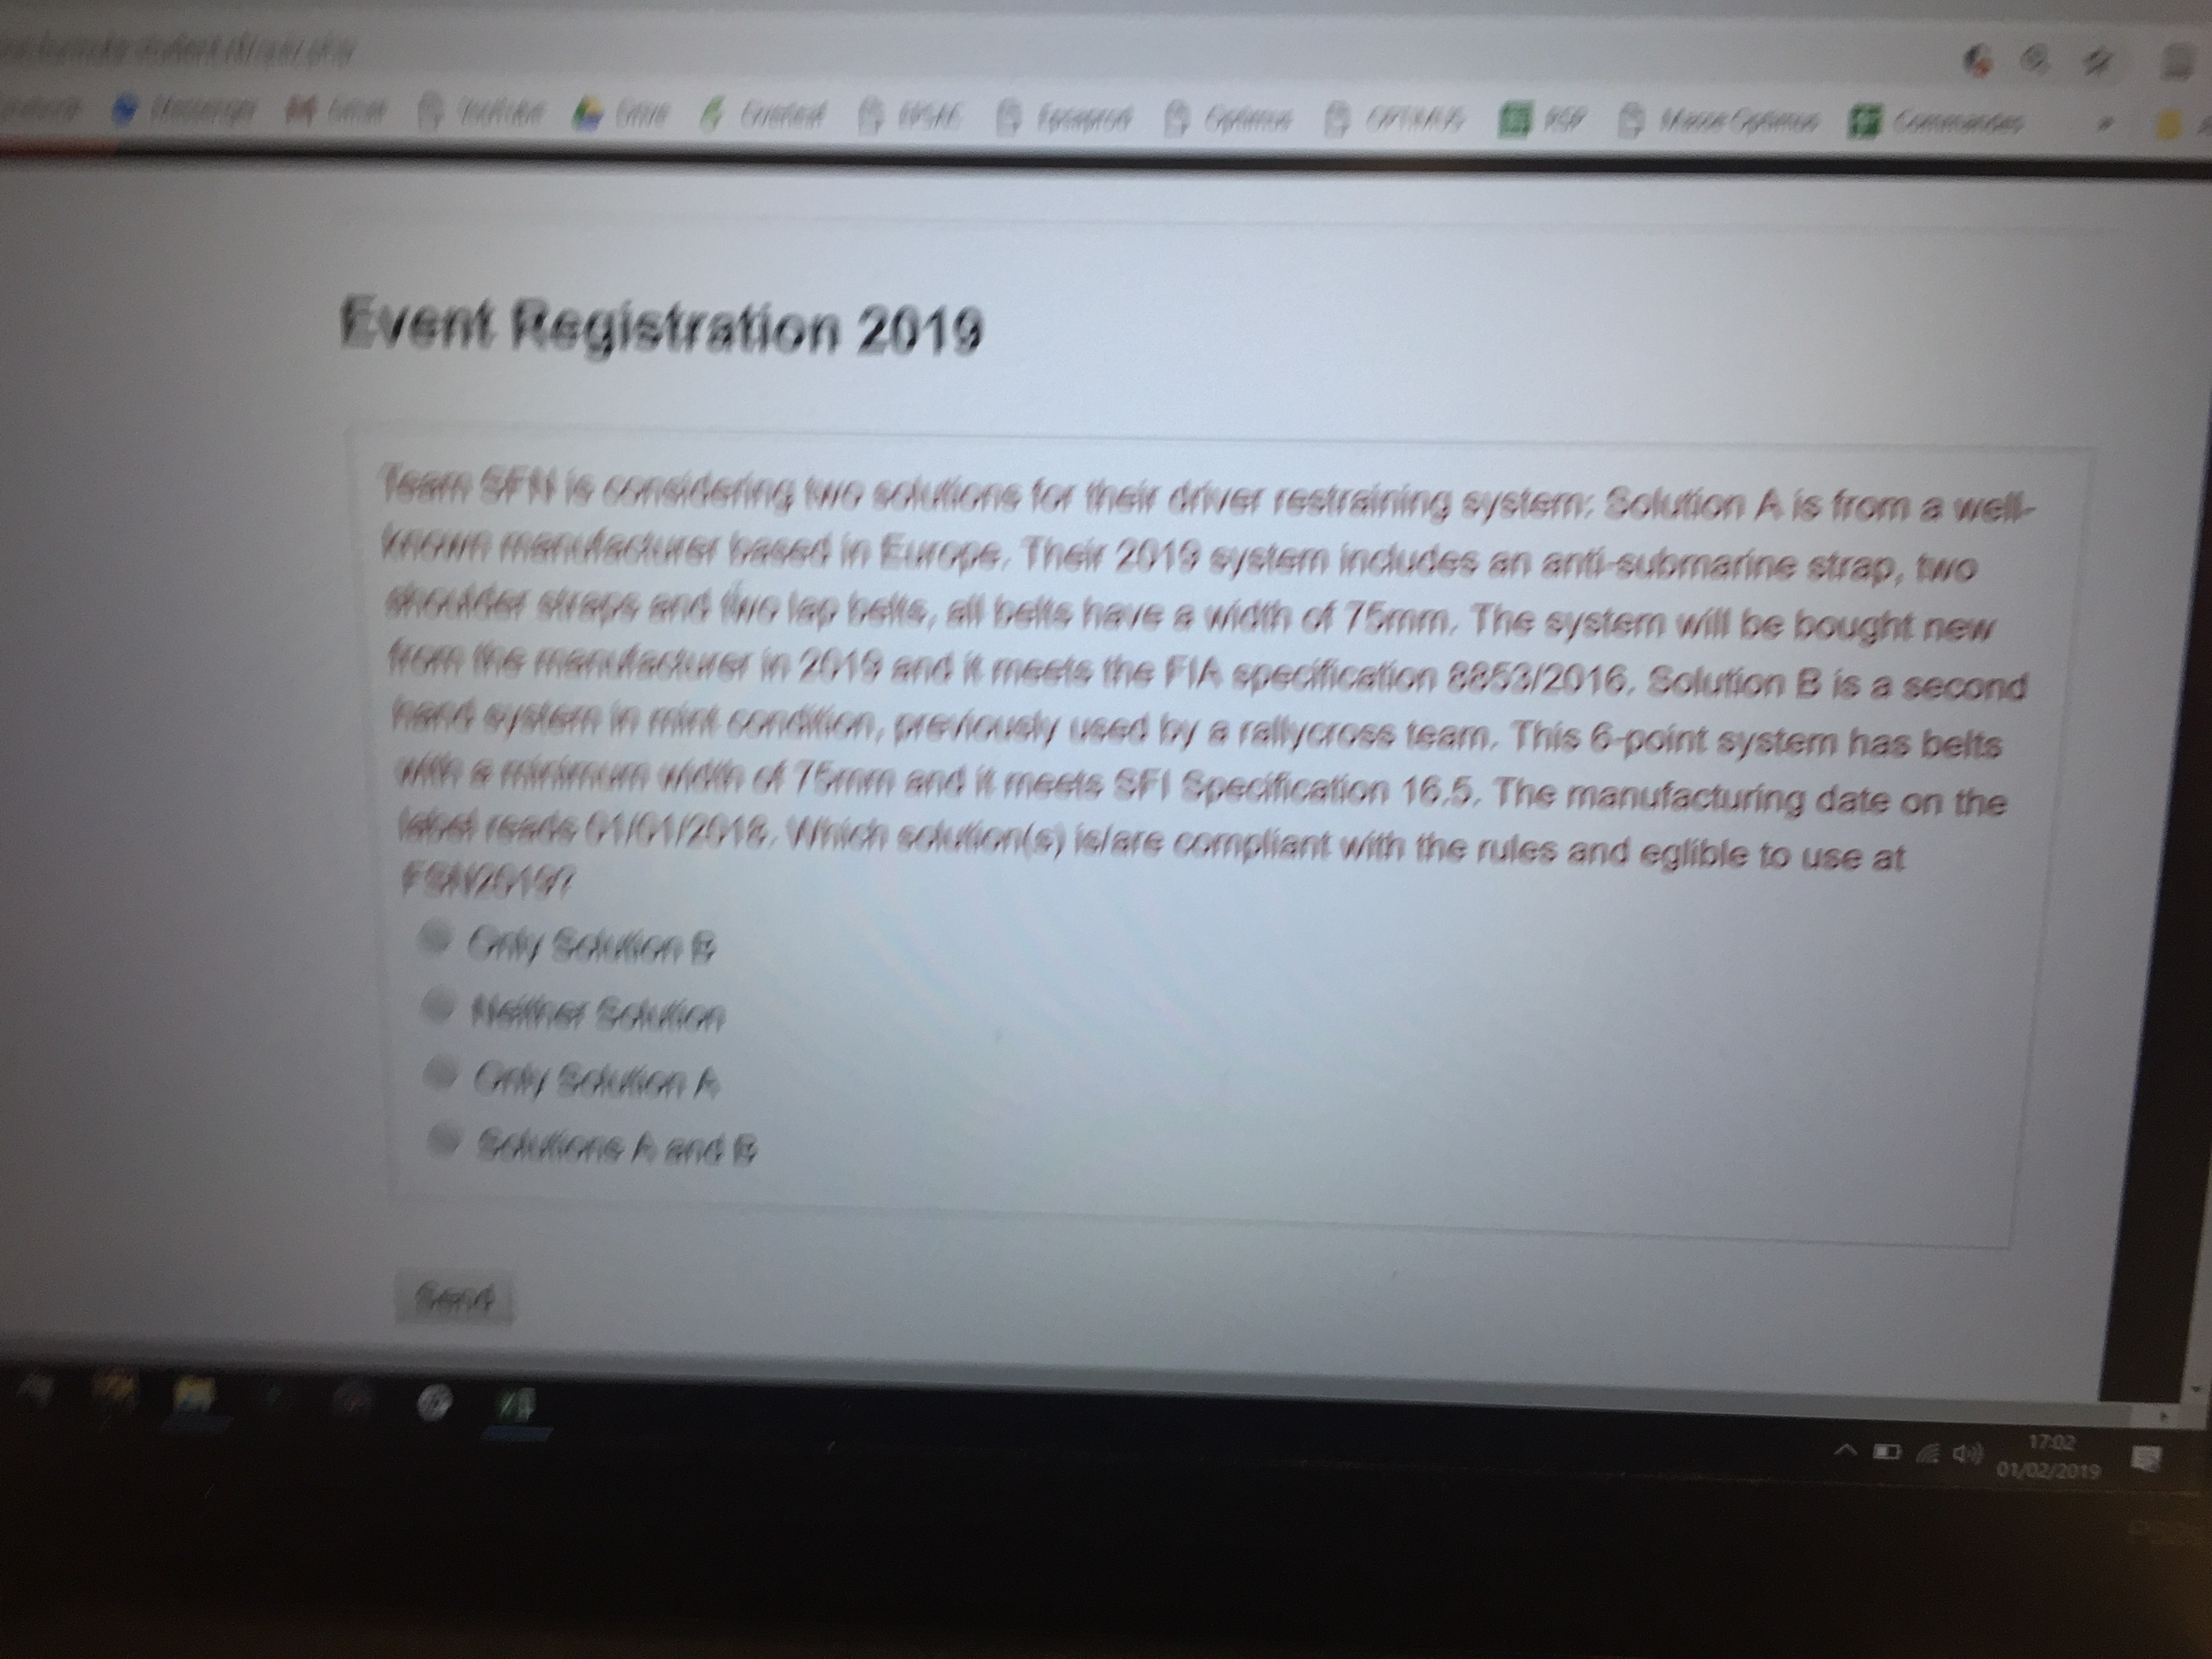 Messenger Gmail YouTube Drive
Event Registration 2019
Team SFN is considering two solutions for their driver restraining system: Solution A is from a well-
known manufacturer based in Europe. Their 2019 system includes an anti-submarine strap, two
shoulder straps and two lap belts, all belts have a width of 75mm. The system will be bought new
from the manufacturer in 2019 and it meets the FIA specification 8853/2016. Solution B is a second
hand system in mint condition, previously used by a rallycross team. This 6-point system has belts
with a minimum width of 75mm and it meets SFI Specification 16.5. The manufacturing date on the
label reads 01/01/2018. Which solution(s) is/are compliant with the rules and eglible to use at
FSN2019?
Only Solution B
Neither Solution
Only Solution A
Solutions A and B
Send
17:02
01/02/2019